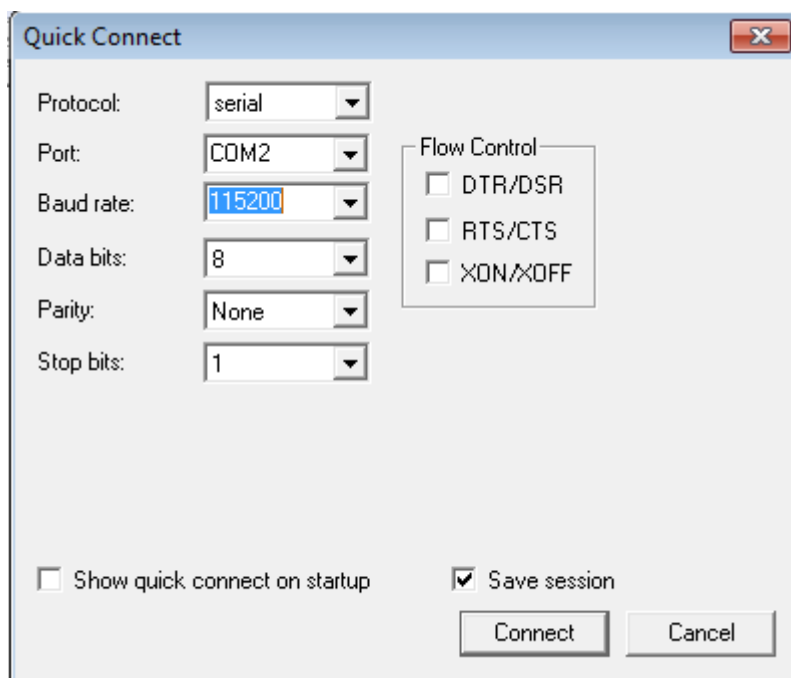 Quick Connect
Protocol: serial
Port: COM2
Baud rate: 115200
Data bits: 8
Parity: None
Stop bits: 1
Flow Control
DTR/DSR
RTS/CTS
XON/XOFF
Show quick connect on startup
Save session
Connect
Cancel